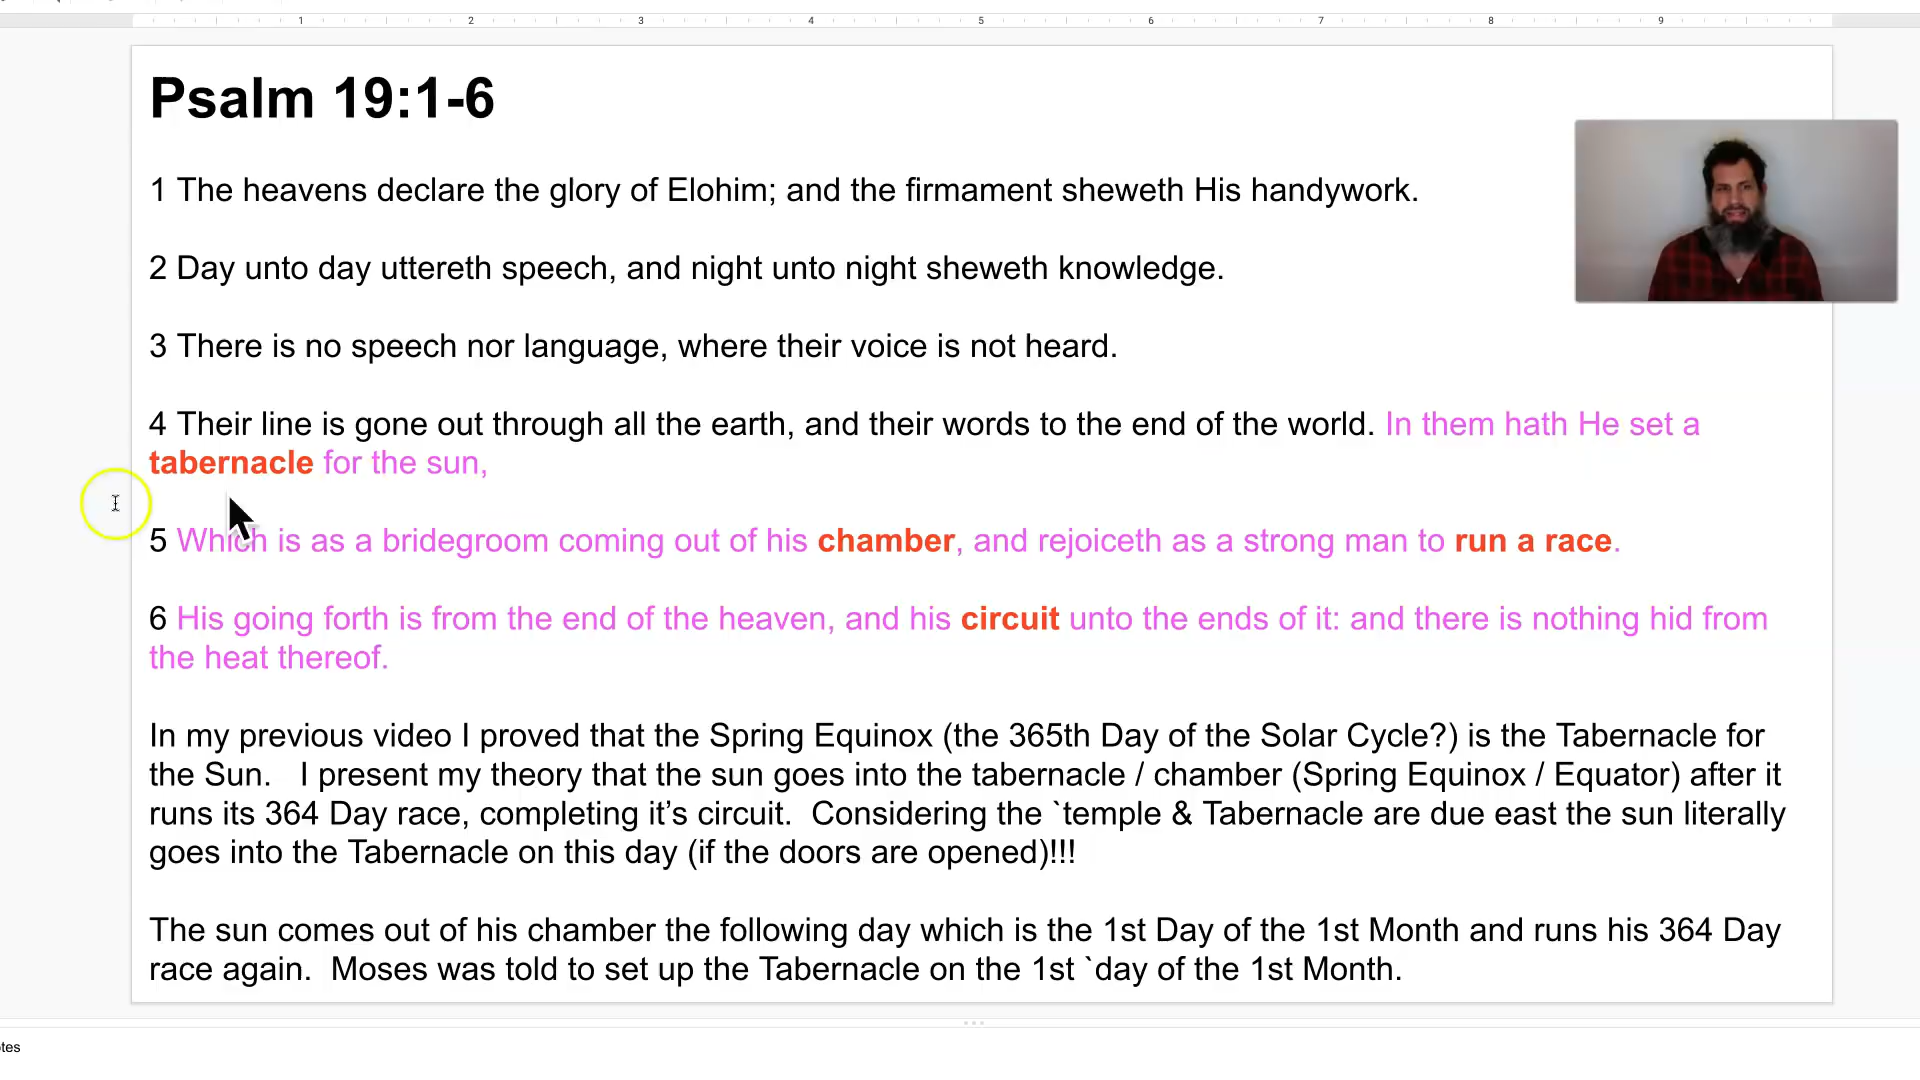 1 2 3 4 5 6 7 8 9
Psalm 19:1-6
1 The heavens declare the glory of Elohim; and the firmament sheweth His handywork.
2 Day unto day uttereth speech, and night unto night sheweth knowledge.
3 There is no speech nor language, where their voice is not heard.
4 Their line is gone out through all the earth, and their words to the end of the world. In them hath He set a
tabernacle for the sun,
5 Which is as a bridegroom coming out of his chamber, and rejoiceth as a strong man to run a race.
6 His going forth is from the end of the heaven, and his circuit unto the ends of it: and there is nothing hid from
the heat thereof.
In my previous video I proved that the Spring Equinox (the 365th Day of the Solar Cycle?) is the Tabernacle for
the Sun.   I present my theory that the sun goes into the tabernacle / chamber (Spring Equinox / Equator) after it
runs its 364 Day race, completing it’s circuit.  Considering the `temple & Tabernacle are due east the sun literally
goes into the Tabernacle on this day (if the doors are opened)!!!
The sun comes out of his chamber the following day which is the 1st Day of the 1st Month and runs his 364 Day
race again.  Moses was told to set up the Tabernacle on the 1st `day of the 1st Month.
otes